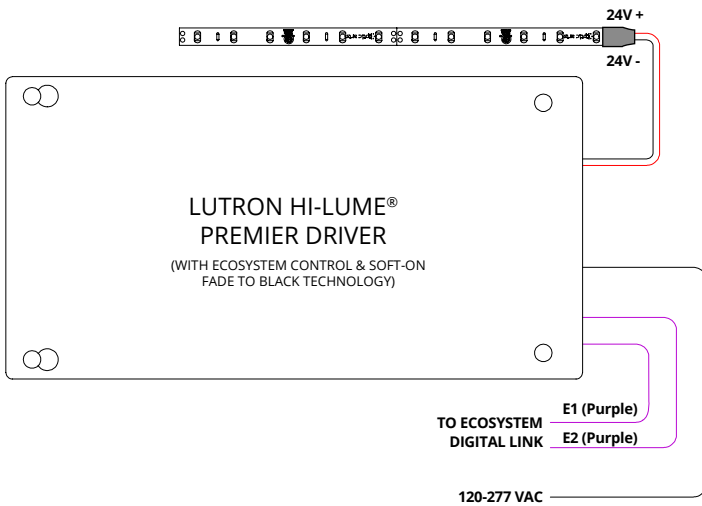 24V +
24V -
LUTRON HI-LUME®
PREMIER DRIVER
(WITH ECOSYSTEM CONTROL & SOFT-ON
FADE TO BLACK TECHNOLOGY)
E1 (Purple)
TO ECOSYSTEM
DIGITAL LINK
E2 (Purple)
120-277 VAC